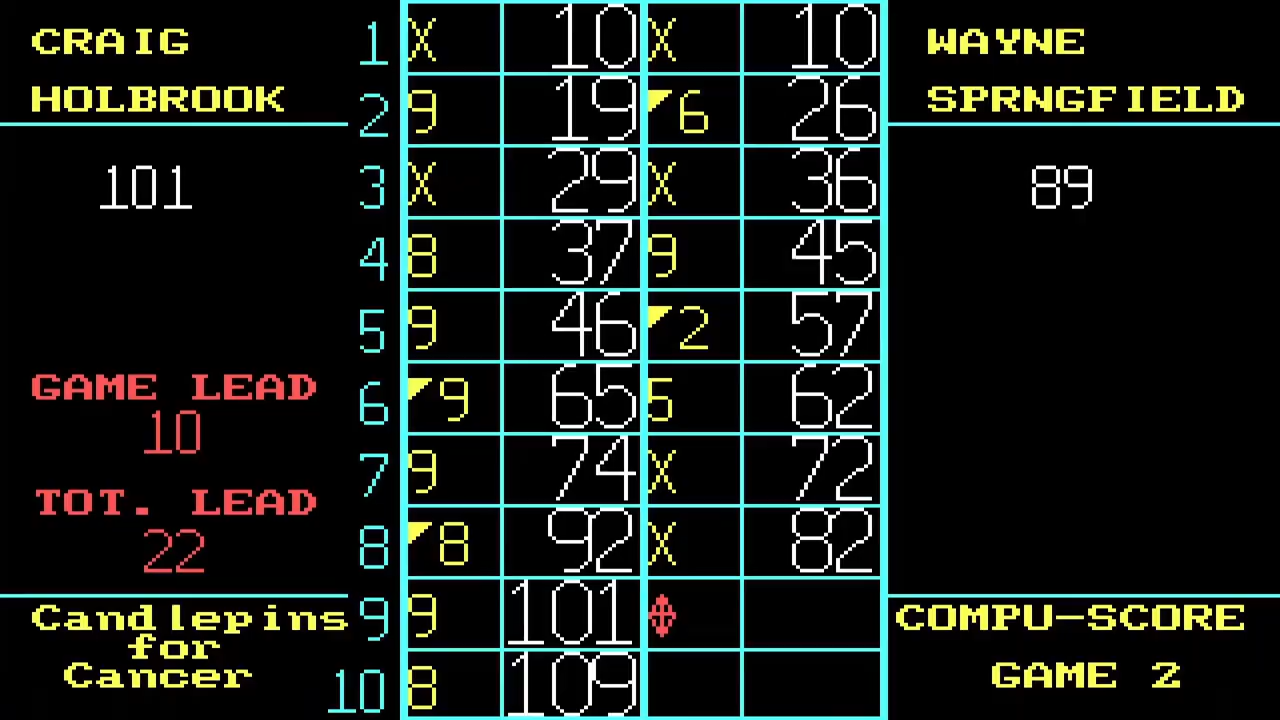 CRAIG
HOLBROOK
101
GAME LEAD
10
TOT. LEAD
22
Candlepins
for
Cancer
1 X 10 X 10
2 9 19 6 26
3 X 29 X 36
4 8 37 9 45
5 9 46 2 57
6 9 65 5 62
7 9 74 X 72
8 8 92 X 82
9 9 101
10 8 109
WAYNE
SPRNGFIELD
89
COMPU-SCORE
GAME 2